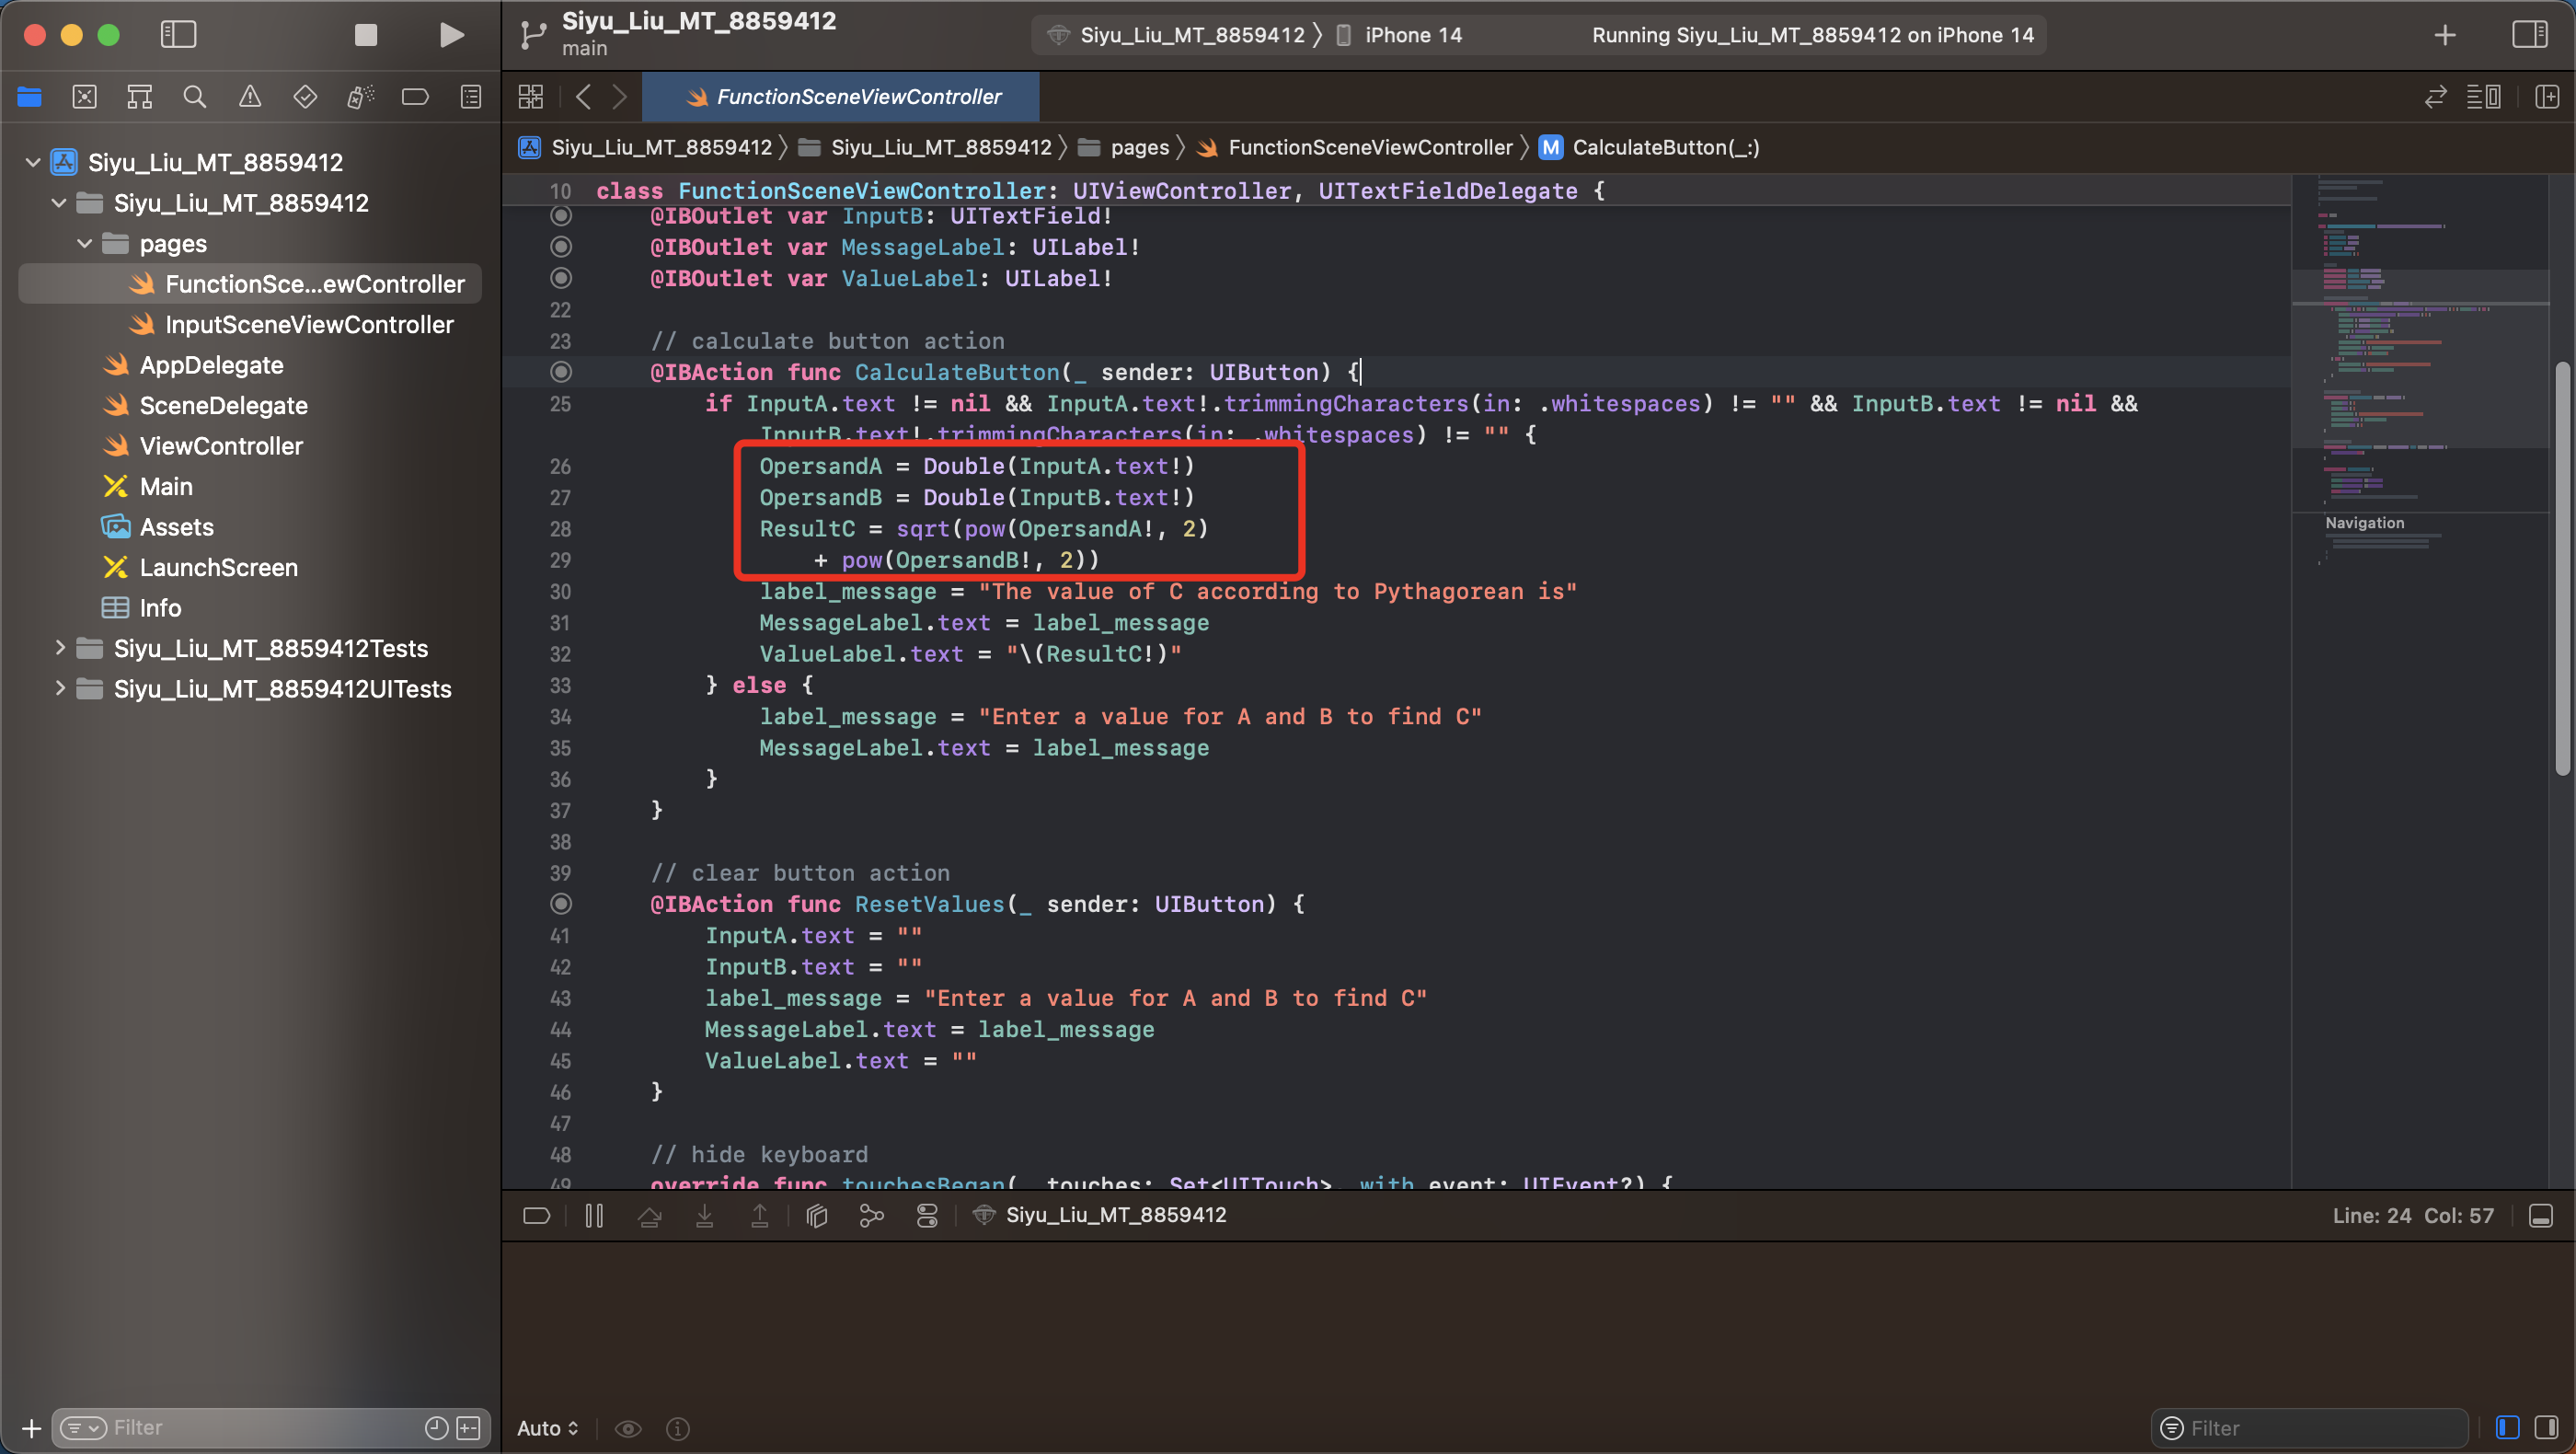 Siyu_Liu_MT_8859412
main
Siyu_Liu_MT_8859412 〉 iPhone 14
Running Siyu_Liu_MT_8859412 on iPhone 14
FunctionSceneViewController
Siyu_Liu_MT_8859412 〉 Siyu_Liu_MT_8859412 〉 pages 〉 FunctionSceneViewController 〉 M CalculateButton(_:)
Siyu_Liu_MT_8859412
Siyu_Liu_MT_8859412
pages
FunctionSce...ewController
InputSceneViewController
AppDelegate
SceneDelegate
ViewController
Main
Assets
LaunchScreen
Info
Siyu_Liu_MT_8859412Tests
Siyu_Liu_MT_8859412UITests
10 class FunctionSceneViewController: UIViewController, UITextFieldDelegate {
@IBOutlet var InputB: UITextField!
@IBOutlet var MessageLabel: UILabel!
@IBOutlet var ValueLabel: UILabel!
22
23 // calculate button action
@IBAction func CalculateButton(_ sender: UIButton) {
25 if InputA.text != nil && InputA.text!.trimmingCharacters(in: .whitespaces) != "" && InputB.text != nil &&
InputB.text!.trimmingCharacters(in: .whitespaces) != "" {
26 OpersandA = Double(InputA.text!)
27 OpersandB = Double(InputB.text!)
28 ResultC = sqrt(pow(OpersandA!, 2)
29 + pow(OpersandB!, 2))
30 label_message = "The value of C according to Pythagorean is"
31 MessageLabel.text = label_message
32 ValueLabel.text = "\(ResultC!)"
33 } else {
34 label_message = "Enter a value for A and B to find C"
35 MessageLabel.text = label_message
36 }
37 }
38
39 // clear button action
@IBAction func ResetValues(_ sender: UIButton) {
41 InputA.text = ""
42 InputB.text = ""
43 label_message = "Enter a value for A and B to find C"
44 MessageLabel.text = label_message
45 ValueLabel.text = ""
46 }
47
48 // hide keyboard
49 override func touchesBegan(_ touches: Set<UITouch>, with event: UIEvent?) {
Navigation
Siyu_Liu_MT_8859412
Line: 24 Col: 57
Filter
Auto
Filter